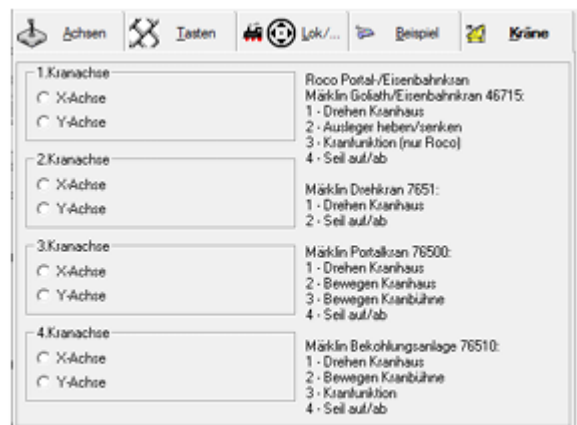 Achsen Tasten Lok/... Beispiel Kräne
1.Kranachse
X-Achse
Y-Achse
2.Kranachse
X-Achse
Y-Achse
3.Kranachse
X-Achse
Y-Achse
4.Kranachse
X-Achse
Y-Achse
Roco Portal-/Eisenbahnkran
Märklin Goliath/Eisenbahnkran 46715:
1 - Drehen Kranhaus
2 - Ausleger heben/senken
3 - Kranfunktion (nur Roco)
4 - Seil auf/ab
Märklin Drehkran 7651:
1 - Drehen Kranhaus
2 - Seil auf/ab
Märklin Portalkran 76500:
1 - Drehen Kranhaus
2 - Bewegen Kranhaus
3 - Bewegen Kranbühne
4 - Seil auf/ab
Märklin Bekohlungsanlage 76510:
1 - Drehen Kranhaus
2 - Bewegen Kranbühne
3 - Kranfunktion
4 - Seil auf/ab